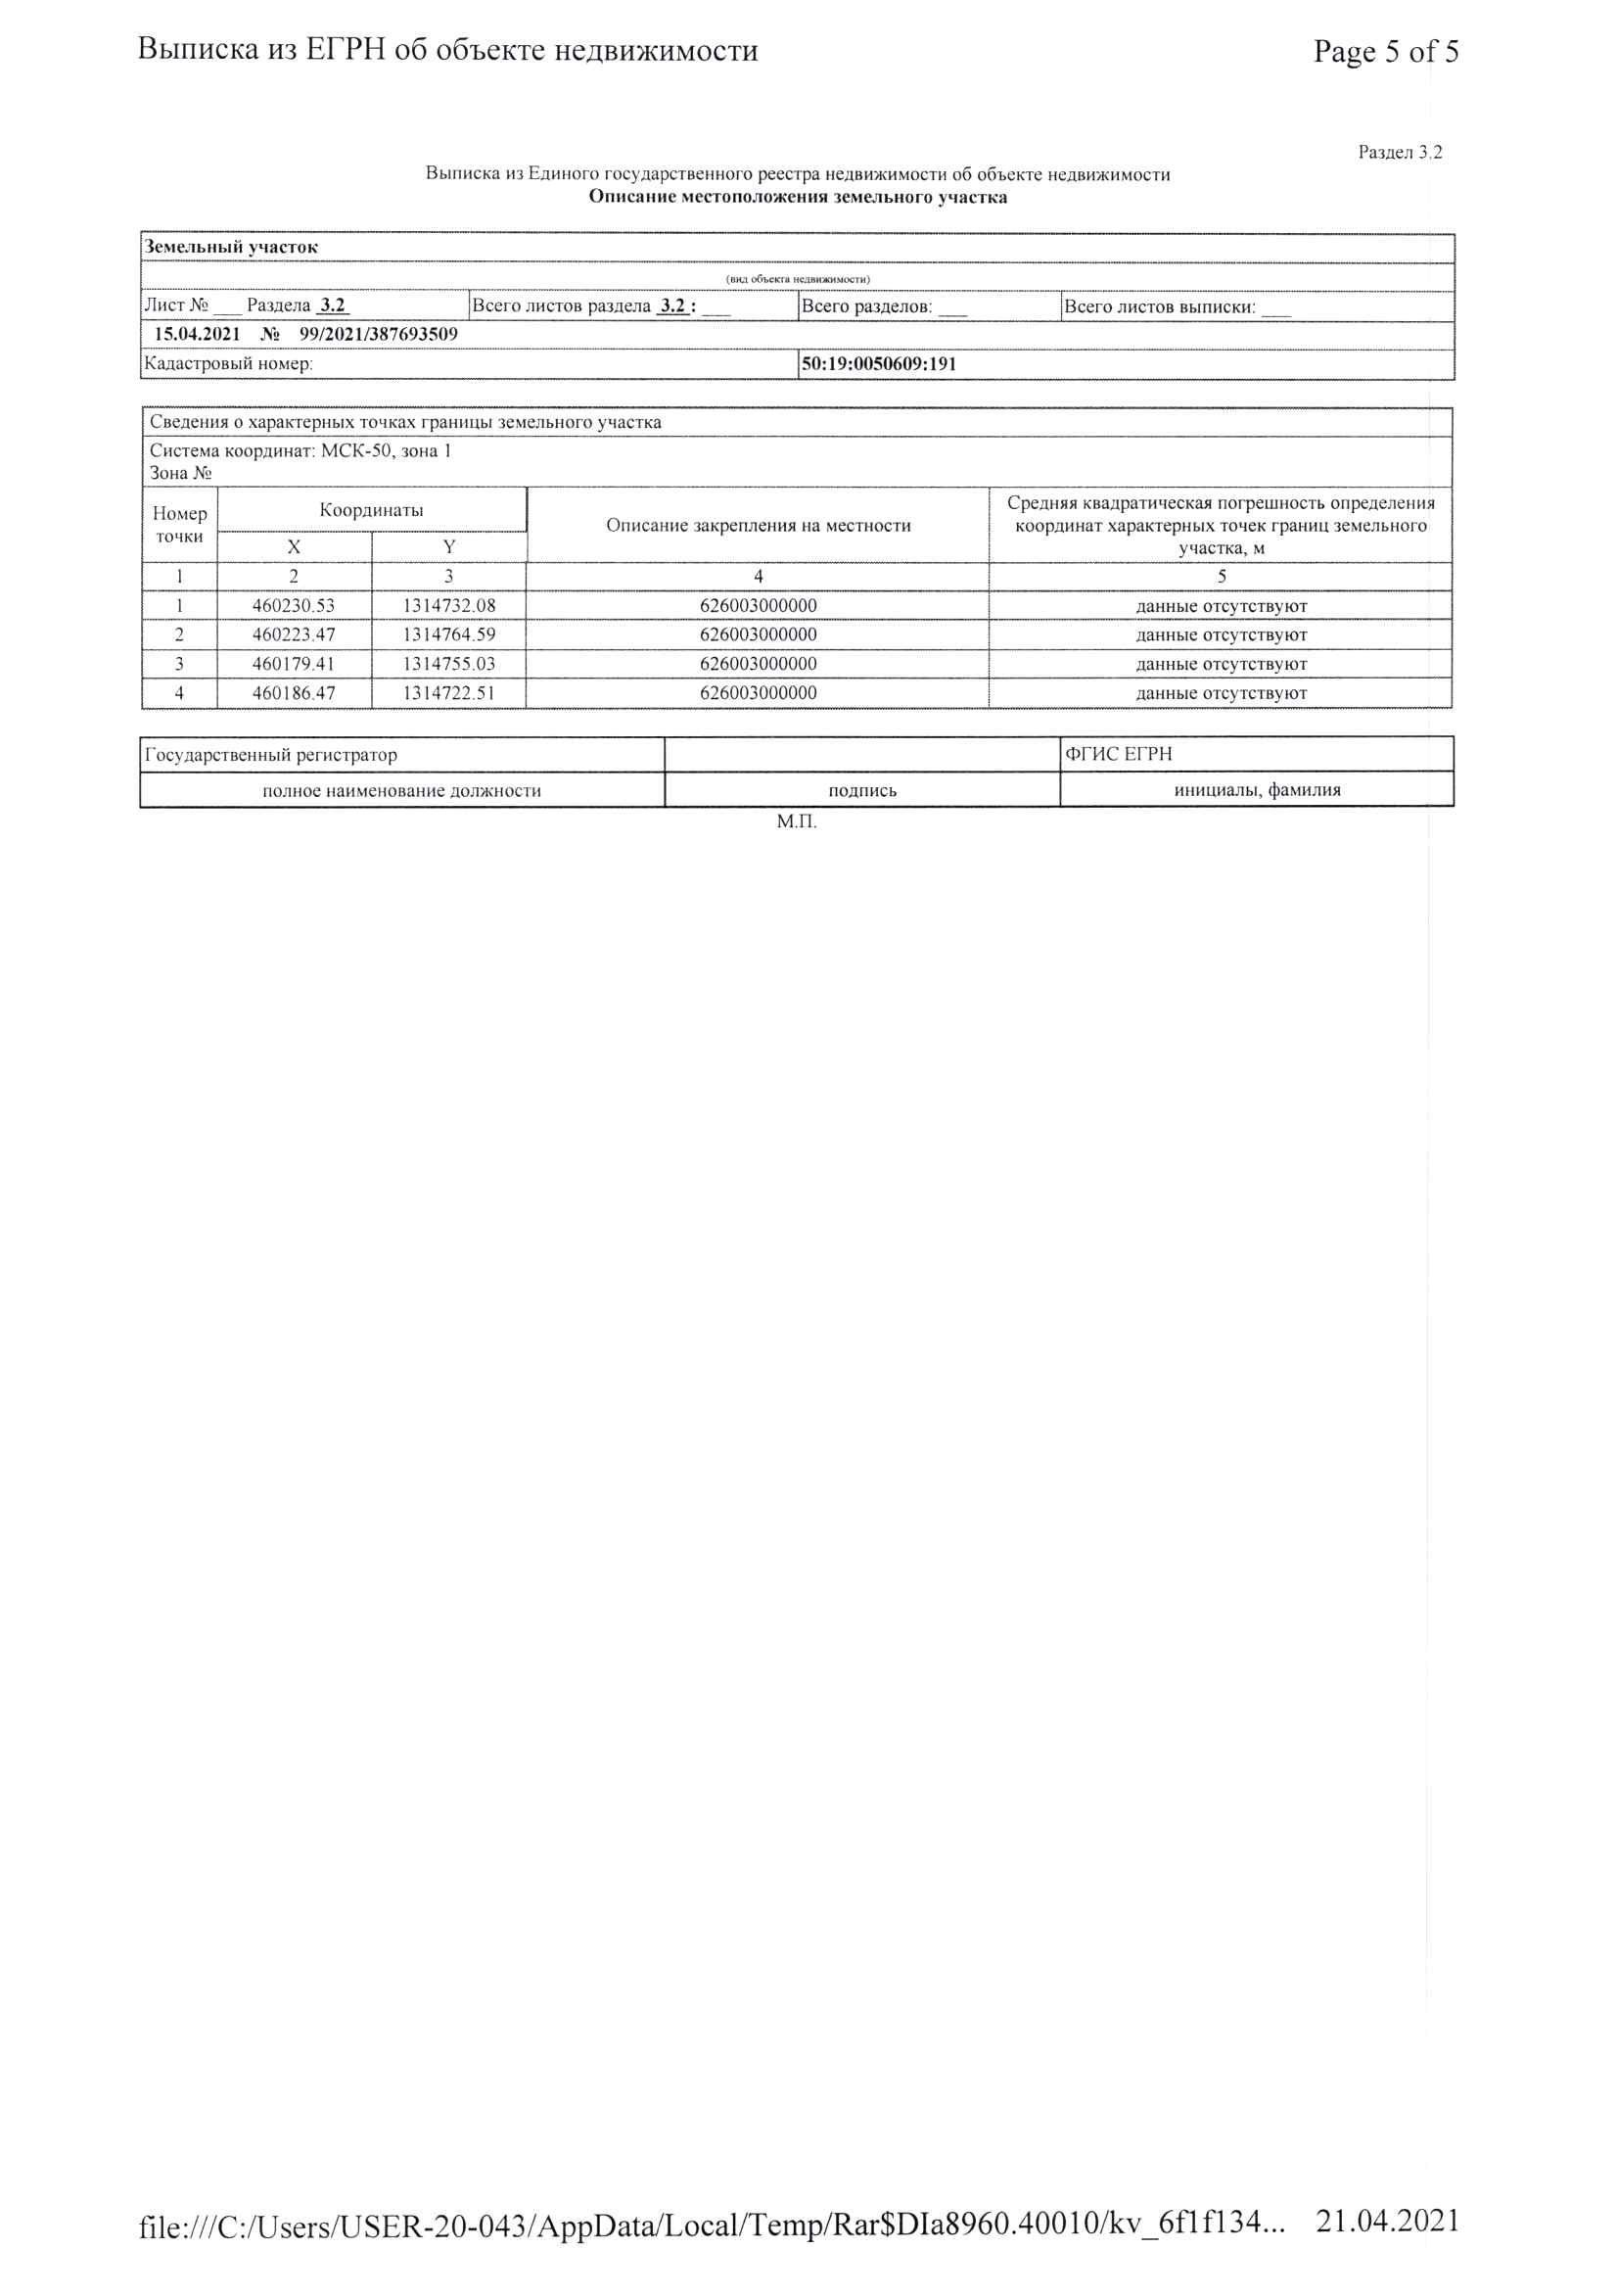 Выписка из ЕГРН об объекте недвижимости Page 5 of 5
Раздел 3.2
Выписка из Единого государственного реестра недвижимости об объекте недвижимости
Описание местоположения земельного участка
Земельный участок
(вид объекта недвижимости)
Лист № ___ Раздела 3.2 Всего листов раздела 3.2 : ___ Всего разделов: ___ Всего листов выписки: ___
15.04.2021 № 99/2021/387693509
Кадастровый номер: 50:19:0050609:191
Сведения о характерных точках границы земельного участка
Система координат: МСК-50, зона 1
Зона №
Номер точки Координаты Описание закрепления на местности Средняя квадратическая погрешность определения координат характерных точек границ земельного участка, м
X Y
1 2 3 4 5
1 460230.53 1314732.08 626003000000 данные отсутствуют
2 460223.47 1314764.59 626003000000 данные отсутствуют
3 460179.41 1314755.03 626003000000 данные отсутствуют
4 460186.47 1314722.51 626003000000 данные отсутствуют
Государственный регистратор ФГИС ЕГРН
полное наименование должности подпись инициалы, фамилия
М.П.
file:///C:/Users/USER-20-043/AppData/Local/Temp/Rar$DIa8960.40010/kv_6f1f134... 21.04.2021